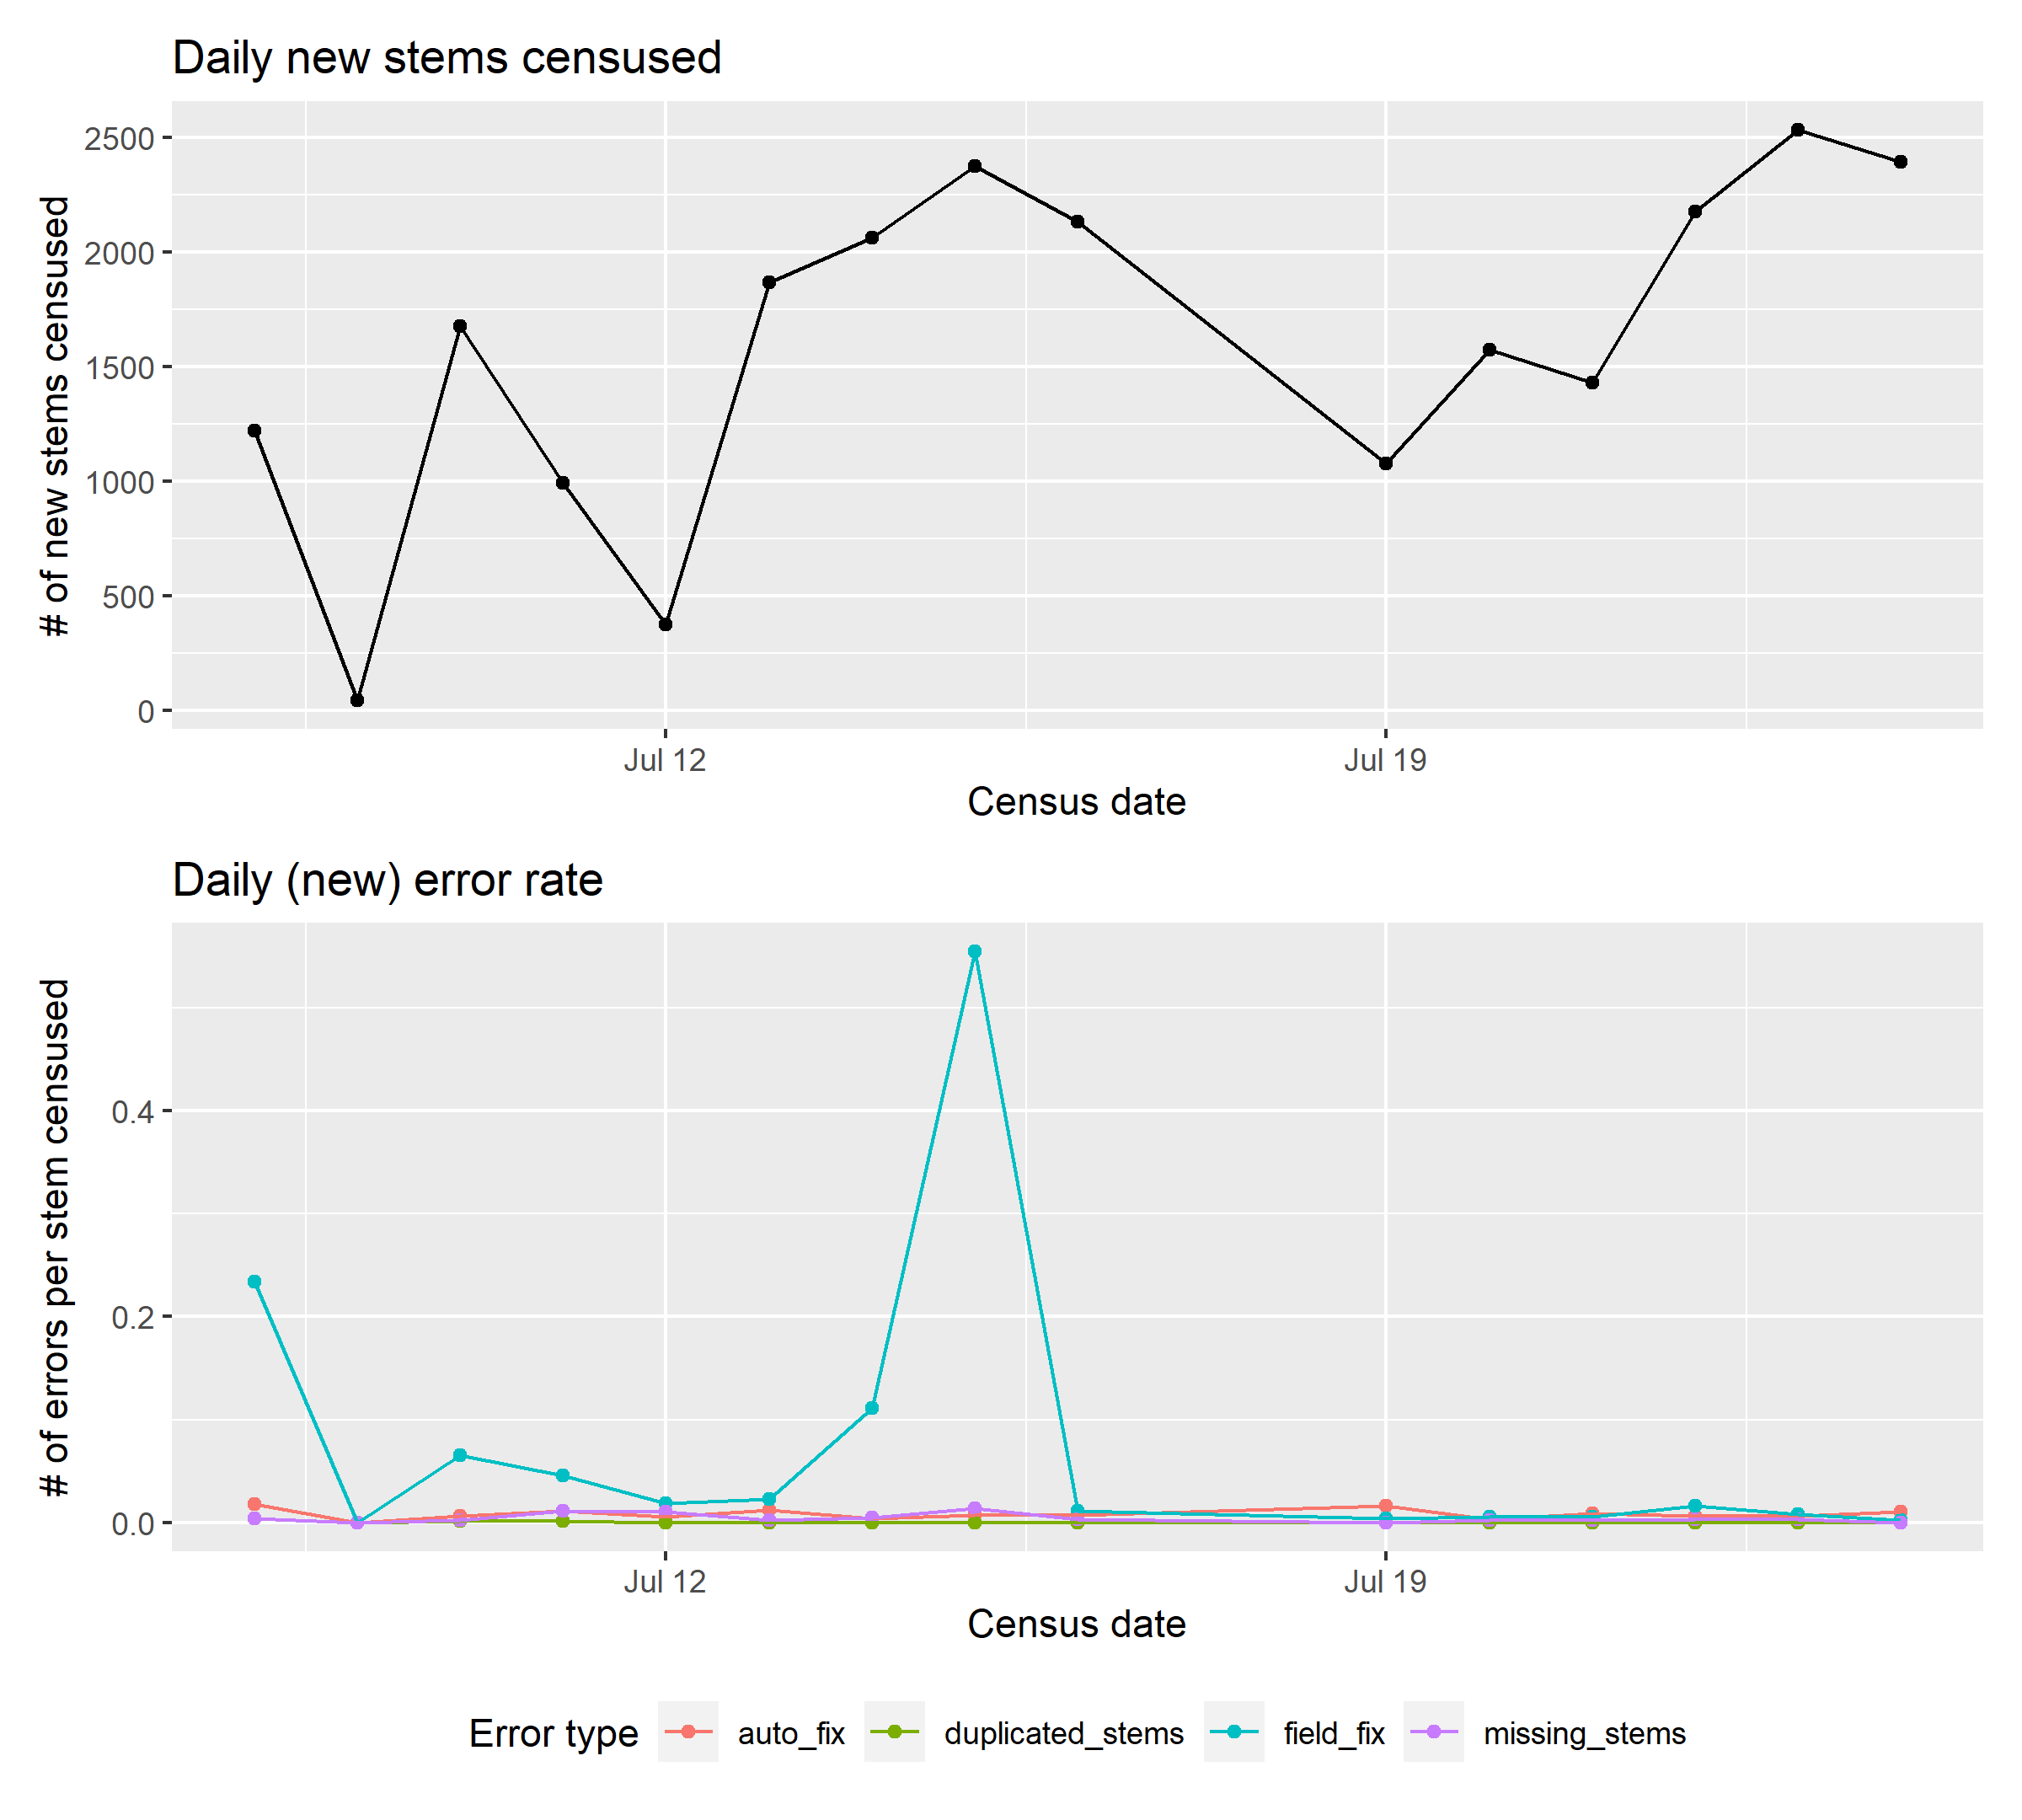 Daily new stems censused
# of new stems censused
2500
2000
1500
1000
500
0
Jul 12
Jul 19
Census date
Daily (new) error rate
# of errors per stem censused
0.4
0.2
0.0
Jul 12
Jul 19
Census date
Error type auto_fix duplicated_stems field_fix missing_stems